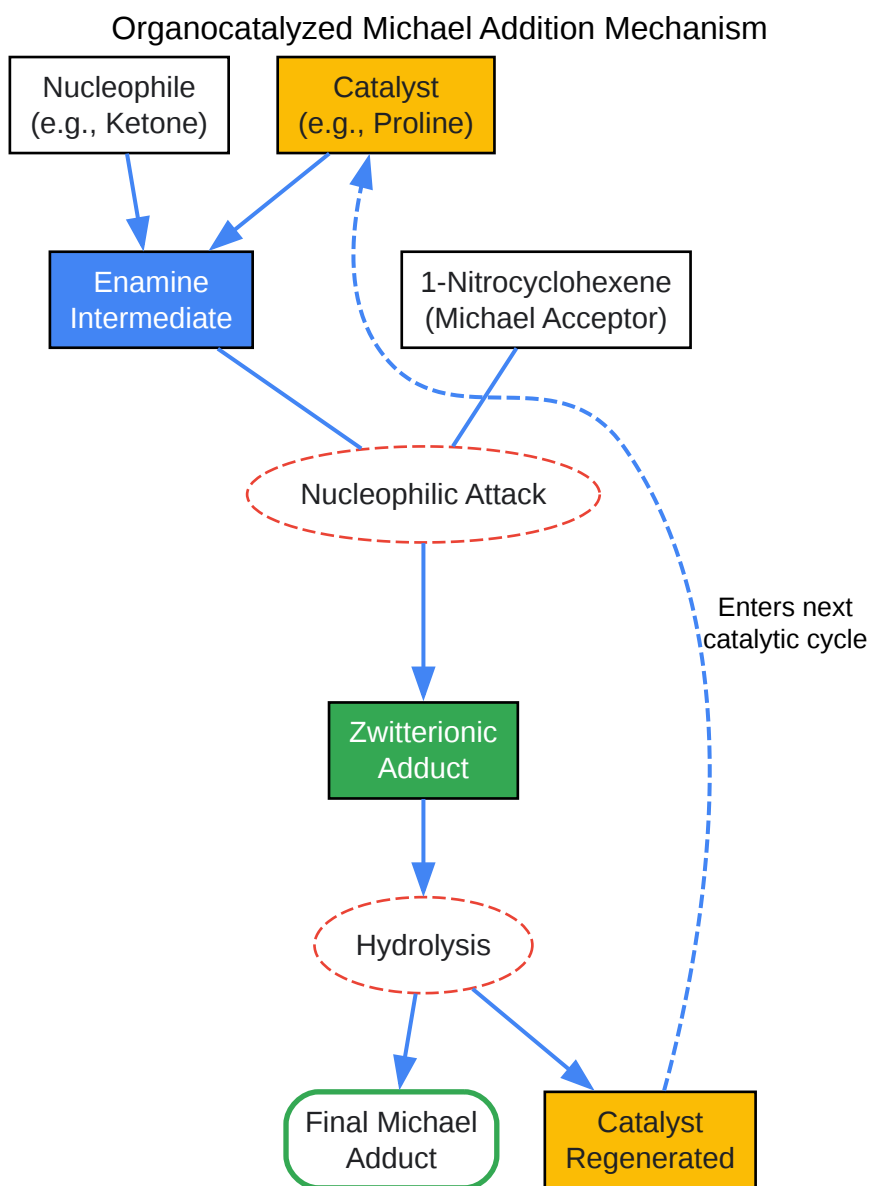 Organocatalyzed Michael Addition Mechanism
Nucleophile
(e.g., Ketone)
Catalyst
(e.g., Proline)
Enamine
Intermediate
1-Nitrocyclohexene
(Michael Acceptor)
Nucleophilic Attack
Enters next
catalytic cycle
Zwitterionic
Adduct
Hydrolysis
Final Michael
Adduct
Catalyst
Regenerated